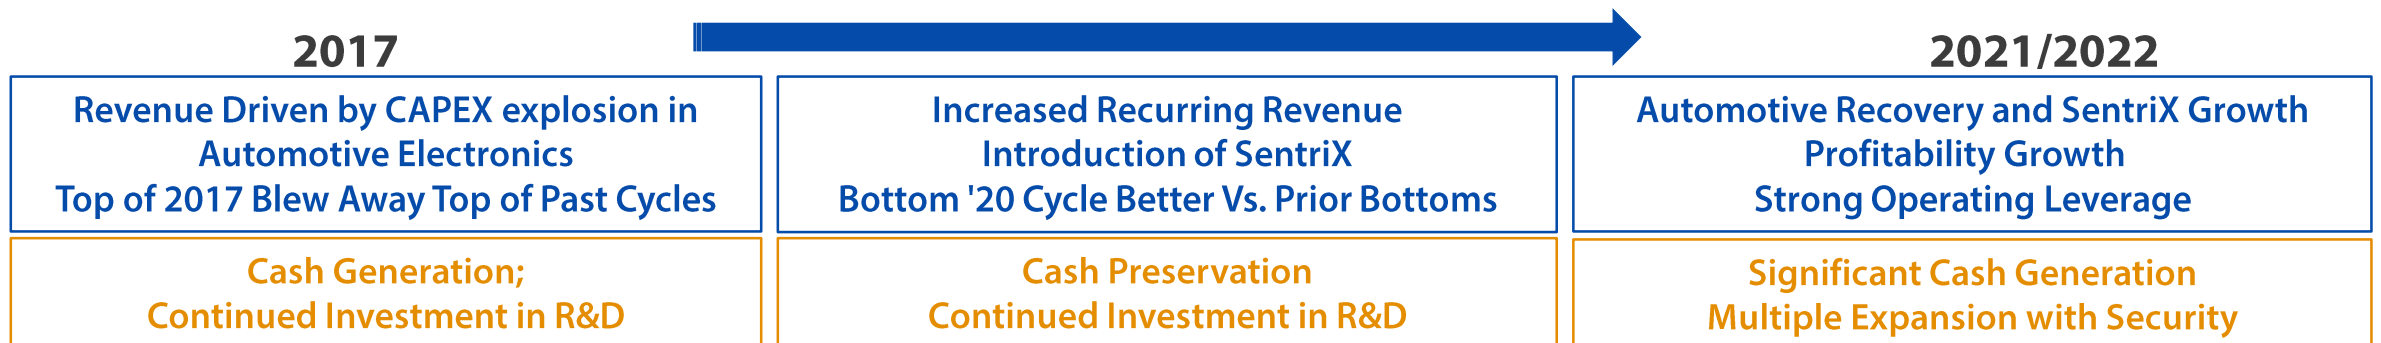 2017
2021/2022
Revenue Driven by CAPEX explosion in
Automotive Electronics
Top of 2017 Blew Away Top of Past Cycles
Increased Recurring Revenue
Introduction of SentriX
Bottom '20 Cycle Better Vs. Prior Bottoms
Automotive Recovery and SentriX Growth
Profitability Growth
Strong Operating Leverage
Cash Generation;
Continued Investment in R&D
Cash Preservation
Continued Investment in R&D
Significant Cash Generation
Multiple Expansion with Security